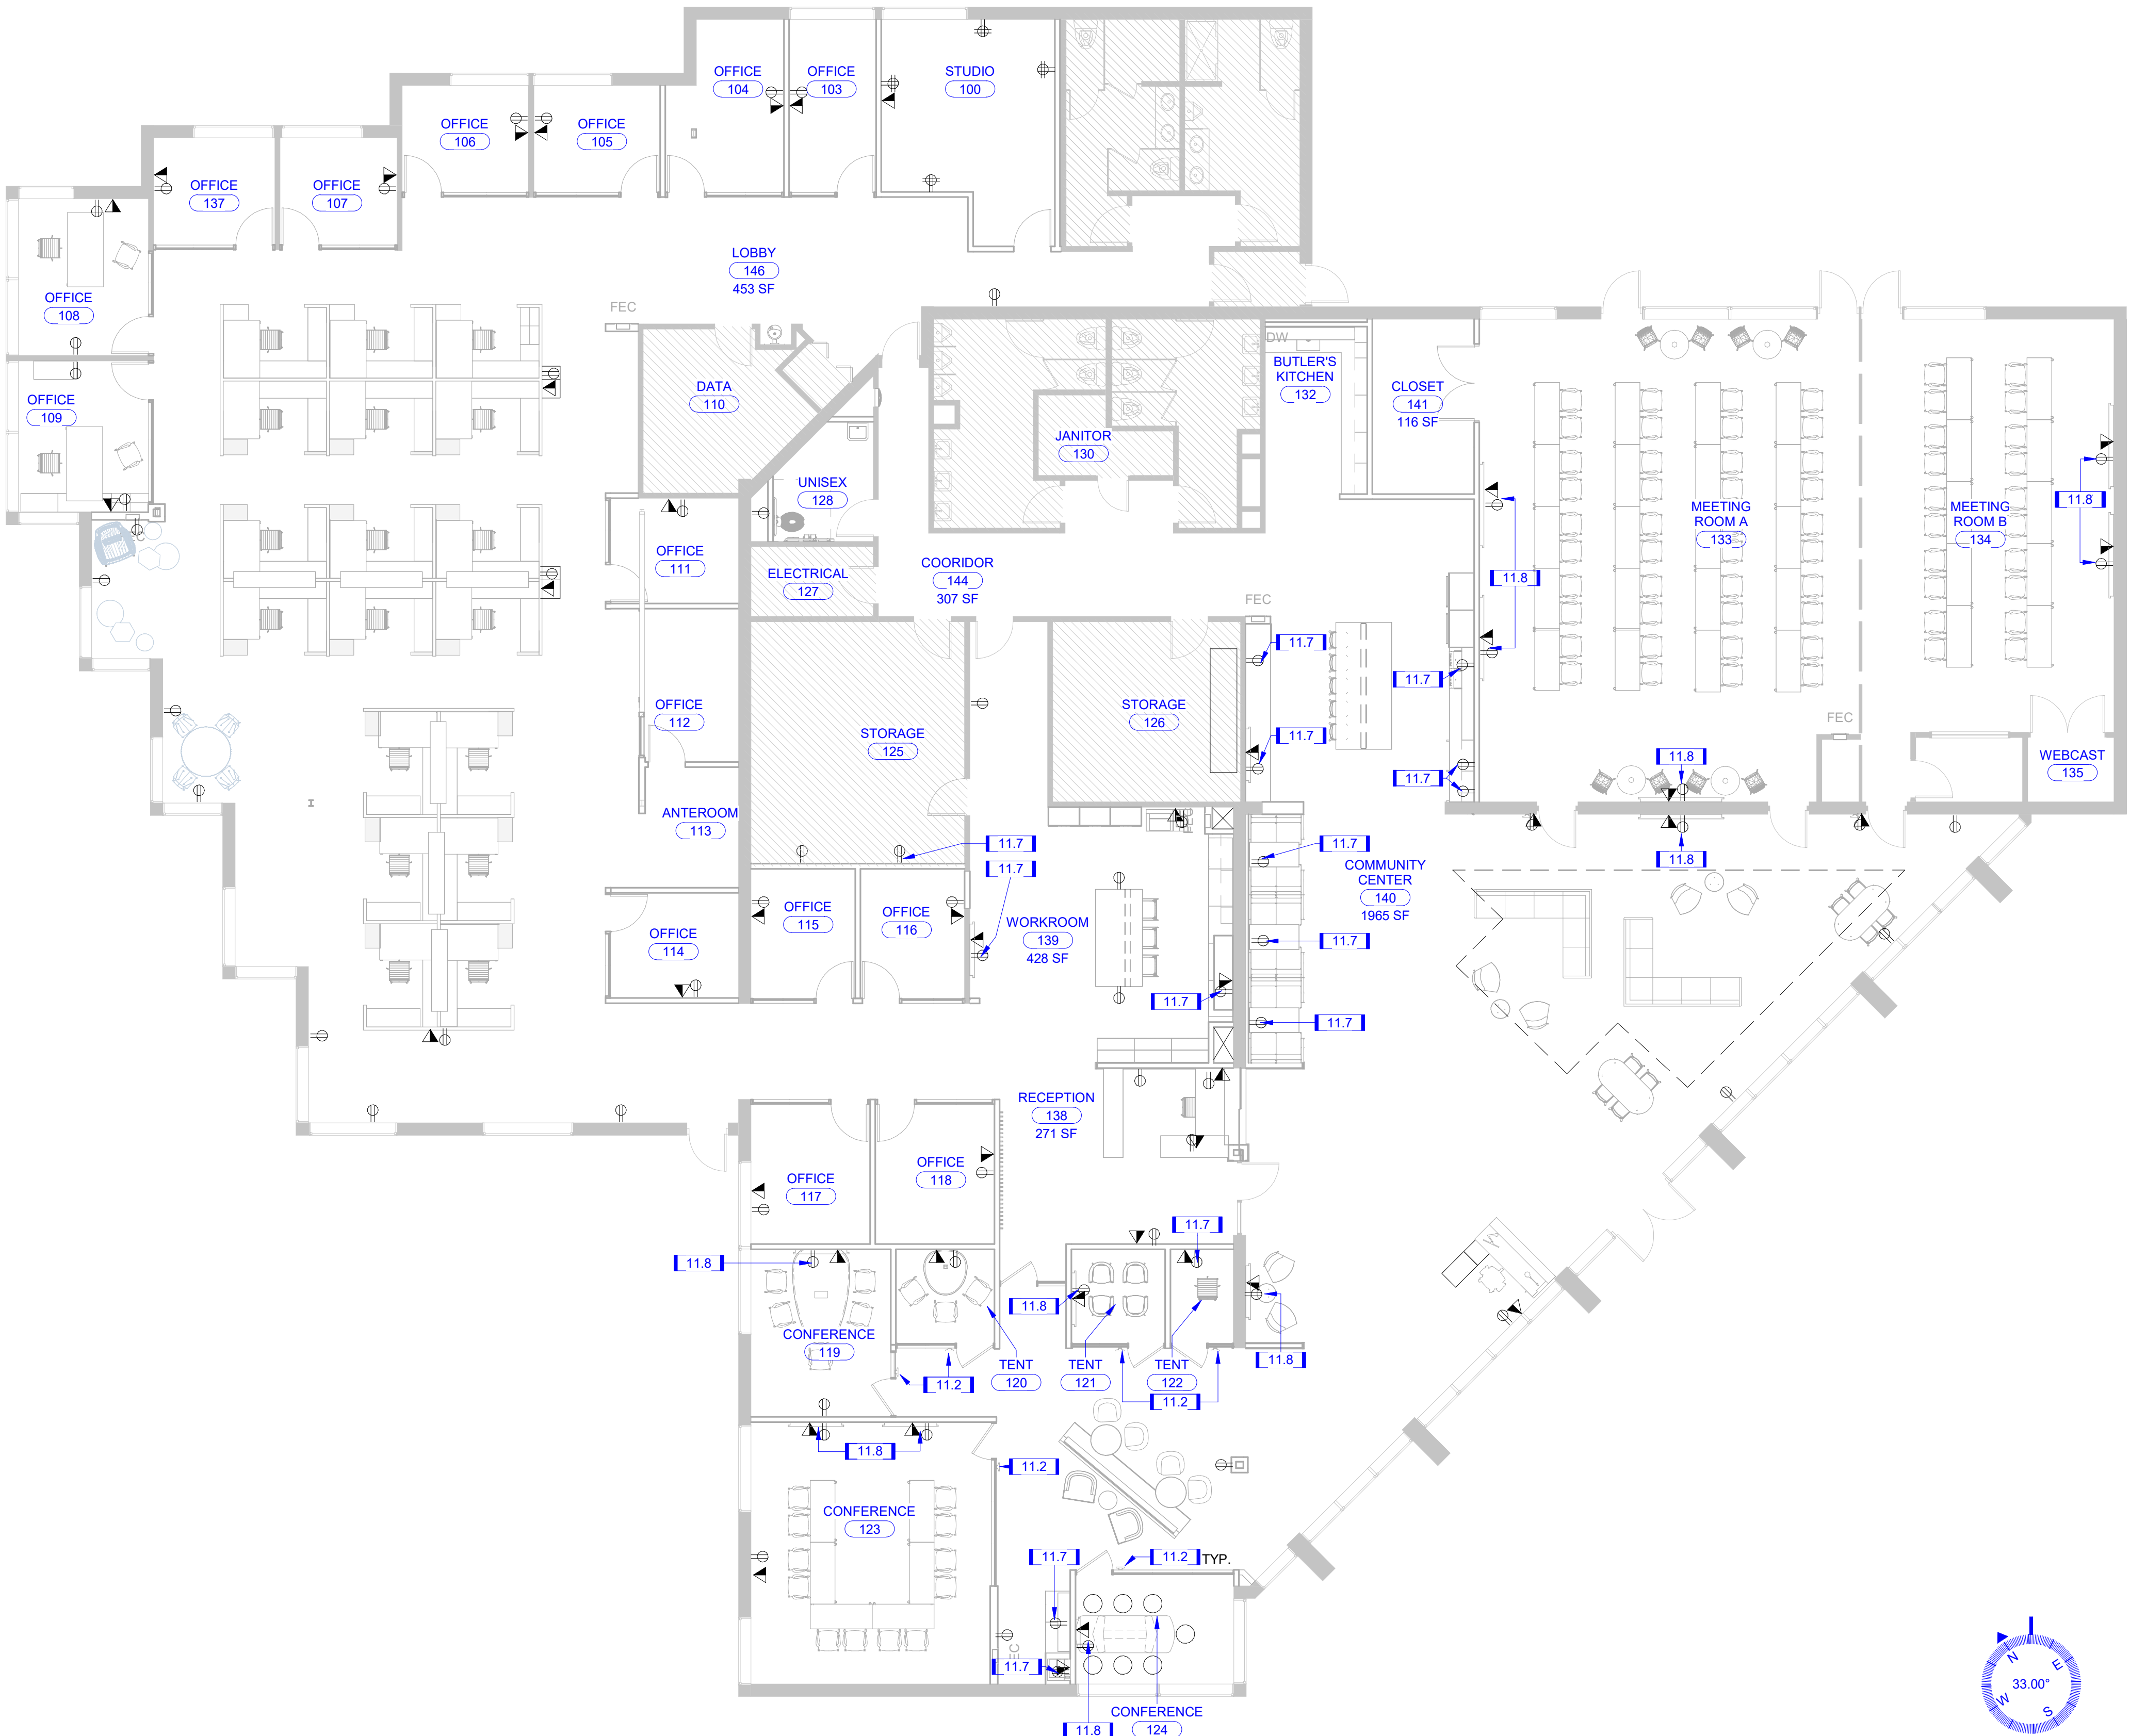 OFFICE
104
OFFICE
103
STUDIO
100
OFFICE
106
OFFICE
105
OFFICE
137
OFFICE
107
LOBBY
146
453 SF
OFFICE
108
FEC
DW
BUTLER'S
KITCHEN
132
DATA
110
CLOSET
141
116 SF
OFFICE
109
JANITOR
130
UNISEX
128
11.8
MEETING
ROOM A
133
MEETING
ROOM B
134
OFFICE
111
COORIDOR
144
307 SF
ELECTRICAL
127
11.8
FEC
11.7
11.7
OFFICE
112
STORAGE
126
FEC
STORAGE
125
11.7
11.8
WEBCAST
135
11.7
ANTEROOM
113
11.7
11.7
11.8
11.7
COMMUNITY
CENTER
140
1965 SF
OFFICE
115
OFFICE
116
WORKROOM
139
428 SF
OFFICE
114
11.7
11.7
11.7
RECEPTION
138
271 SF
OFFICE
118
OFFICE
117
11.7
11.8
11.8
CONFERENCE
119
11.8
TENT
120
TENT
121
TENT
122
11.2
11.2
11.8
11.2
CONFERENCE
123
11.7
11.2 TYP.
11.7
CONFERENCE
124
11.8
N
E
33.00°
W
S